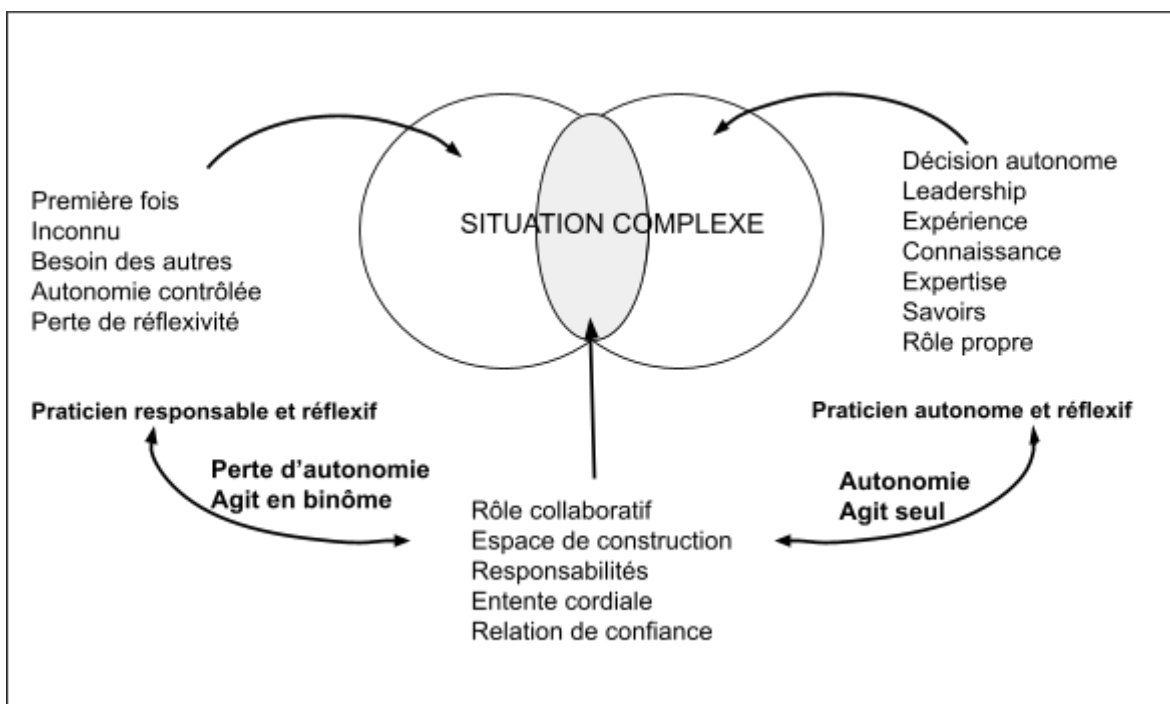 SITUATION COMPLEXE
Première fois
Inconnu
Besoin des autres
Autonomie contrôlée
Perte de réflexivité
Décision autonome
Leadership
Expérience
Connaissance
Expertise
Savoirs
Rôle propre
Praticien responsable et réflexif
Praticien autonome et réflexif
Perte d’autonomie
Agit en binôme
Autonomie
Agit seul
Rôle collaboratif
Espace de construction
Responsabilités
Entente cordiale
Relation de confiance